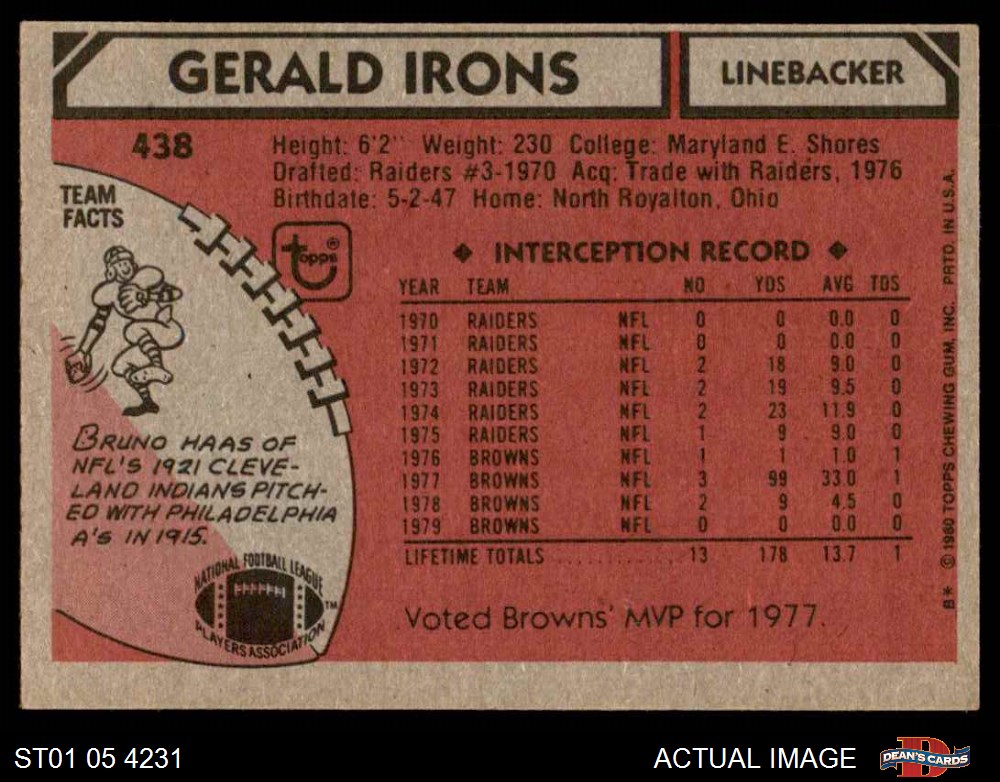 GERALD IRONS
LINEBACKER
438
Height: 6'2" Weight: 230 College: Maryland E. Shores
Drafted: Raiders #3-1970 Acq: Trade with Raiders, 1976
Birthdate: 5-2-47 Home: North Royalton, Ohio
TEAM
FACTS
topps ®
◆ INTERCEPTION RECORD ◆
YEAR TEAM NO YDS AVG TDS
1970 RAIDERS NFL 0 0 0.0 0
1971 RAIDERS NFL 0 0 0.0 0
1972 RAIDERS NFL 2 18 9.0 0
1973 RAIDERS NFL 2 19 9.5 0
1974 RAIDERS NFL 2 23 11.9 0
1975 RAIDERS NFL 1 9 9.0 0
1976 BROWNS NFL 1 1 1.0 1
1977 BROWNS NFL 3 99 33.0 1
1978 BROWNS NFL 2 9 4.5 0
1979 BROWNS NFL 0 0 0.0 0
LIFETIME TOTALS ........... 13 178 13.7 1
Voted Browns' MVP for 1977.
BRUNO HAAS OF
NFL'S 1921 CLEVE-
LAND INDIANS PITCH-
ED WITH PHILADELPHIA
A'S IN 1915.
NATIONAL FOOTBALL LEAGUE
PLAYERS ASSOCIATION ™
B* © 1980 TOPPS CHEWING GUM, INC. PRTD. IN U.S.A.
ST01 05 4231
ACTUAL IMAGE
D
DEAN'S CARDS